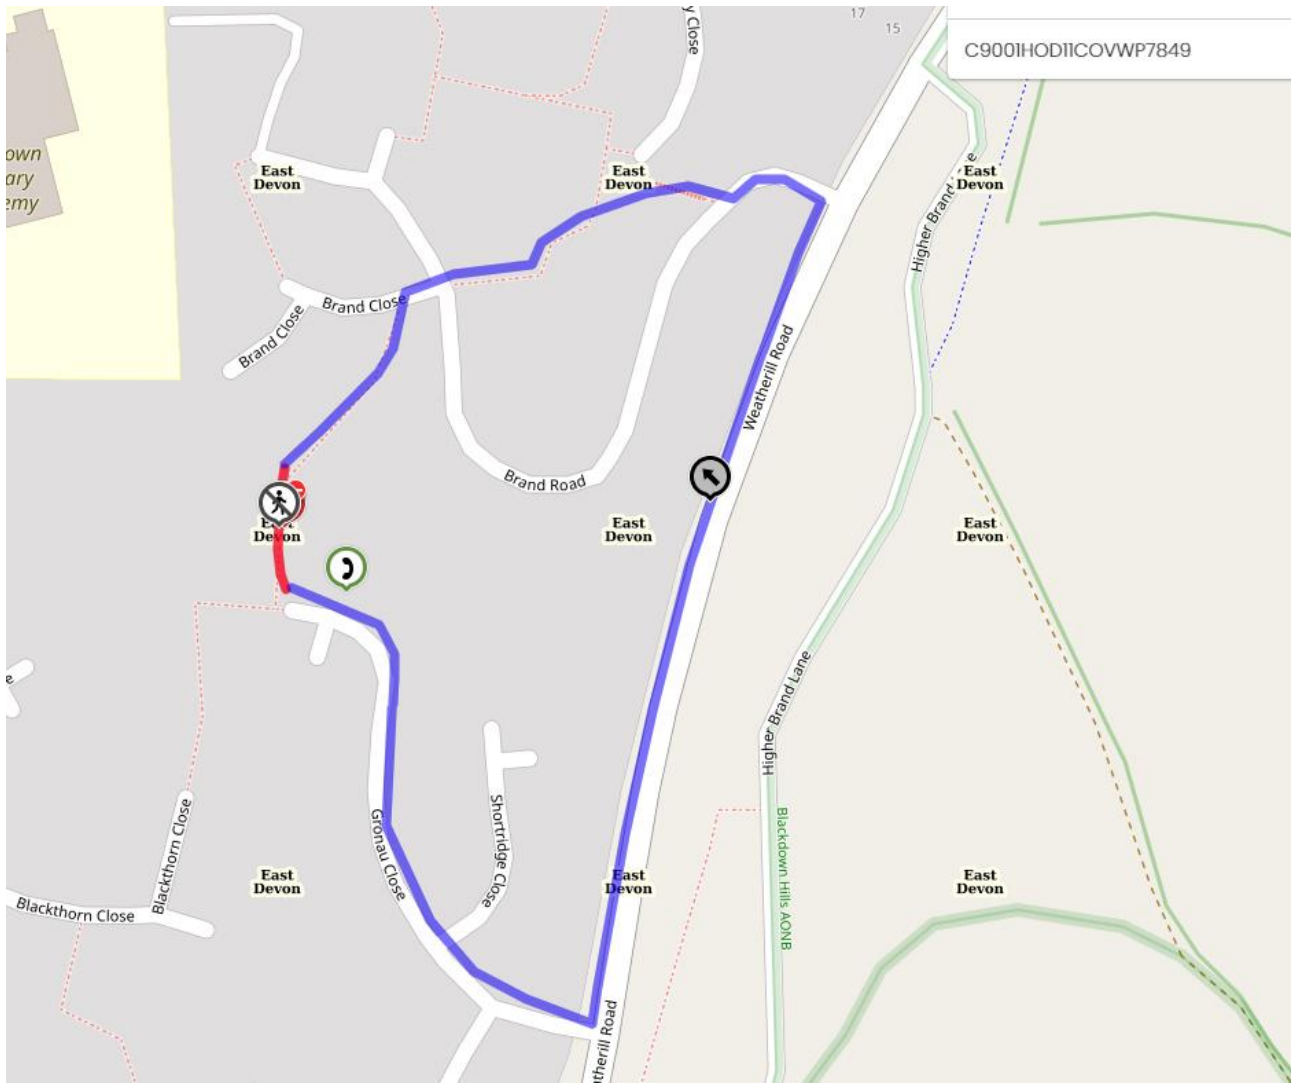 y Close
17
15
C9001HOD11COVWP7849
own
ary
emy
East
Devon
East
Devon
East
Devon
Higher Brand
e
Brand Close
Brand Close
Weatherill Road
Brand Road
East
Devon
East
Devon
East
Devon
e
Higher Brand Lane
Gronau Close
Shortridge Close
Blackthorn Close
Blackthorn Close
Blackdown Hills AONB
East
Devon
East
Devon
East
Devon
therill Road